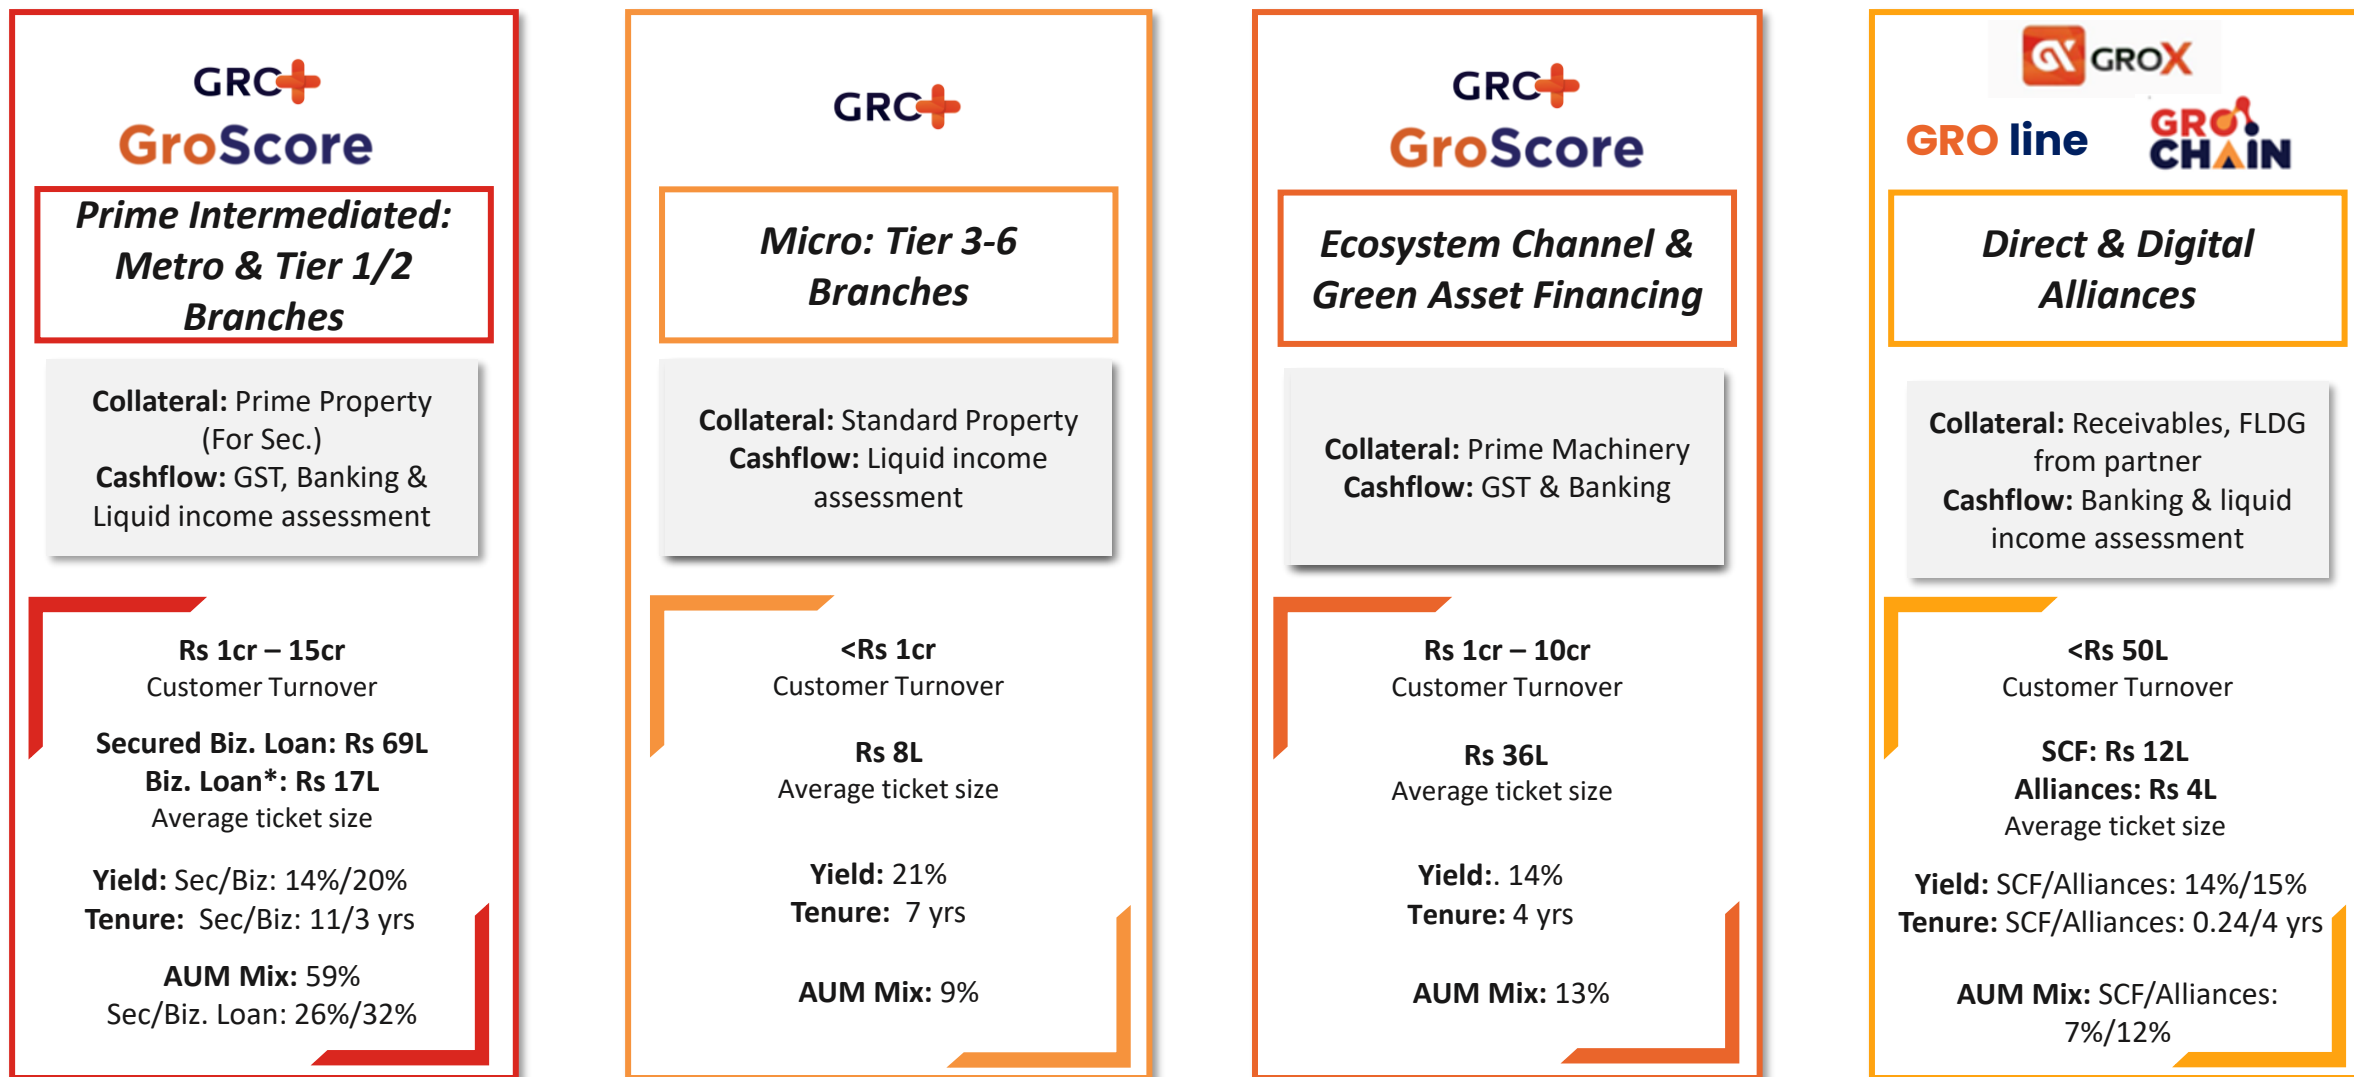 GRO+
GroScore
Prime Intermediated:
Metro & Tier 1/2
Branches
Collateral: Prime Property
(For Sec.)
Cashflow: GST, Banking &
Liquid income assessment
Rs 1cr – 15cr
Customer Turnover
Secured Biz. Loan: Rs 69L
Biz. Loan*: Rs 17L
Average ticket size
Yield: Sec/Biz: 14%/20%
Tenure: Sec/Biz: 11/3 yrs
AUM Mix: 59%
Sec/Biz. Loan: 26%/32%
GRO+
Micro: Tier 3-6
Branches
Collateral: Standard Property
Cashflow: Liquid income
assessment
<Rs 1cr
Customer Turnover
Rs 8L
Average ticket size
Yield: 21%
Tenure: 7 yrs
AUM Mix: 9%
GRO+
GroScore
Ecosystem Channel &
Green Asset Financing
Collateral: Prime Machinery
Cashflow: GST & Banking
Rs 1cr – 10cr
Customer Turnover
Rs 36L
Average ticket size
Yield:. 14%
Tenure: 4 yrs
AUM Mix: 13%
GROX
GRO line
GRO
CHAIN
Direct & Digital
Alliances
Collateral: Receivables, FLDG
from partner
Cashflow: Banking & liquid
income assessment
<Rs 50L
Customer Turnover
SCF: Rs 12L
Alliances: Rs 4L
Average ticket size
Yield: SCF/Alliances: 14%/15%
Tenure: SCF/Alliances: 0.24/4 yrs
AUM Mix: SCF/Alliances:
7%/12%